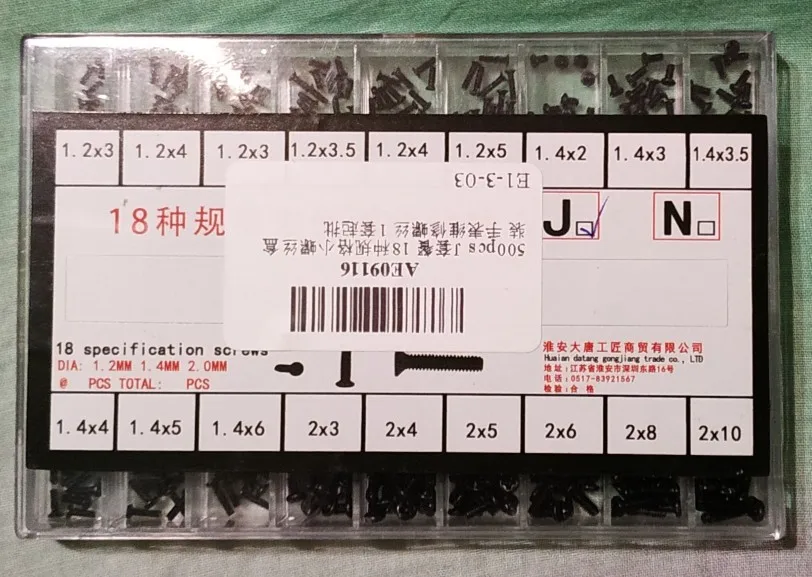 1.2x3 1.2x4 1.2x3 1.2x3.5 1.2x4 1.2x5 1.4x2 1.4x3 1.4x3.5
E1-3-03
18种规
J
N
500pcs J套餐 18 种规格小螺丝盒
装 手表维修螺丝 1套起批
AE09116
18 specification screws
DIA: 1.2MM 1.4MM 2.0MM
@ PCS TOTAL: PCS
淮安大唐工匠商贸有限公司
Huaian datang gongjiang trade co., LTD
地址:江苏省淮安市深圳东路16号
电话:0517-83921567
检验:合 格
1.4x4 1.4x5 1.4x6 2x3 2x4 2x5 2x6 2x8 2x10